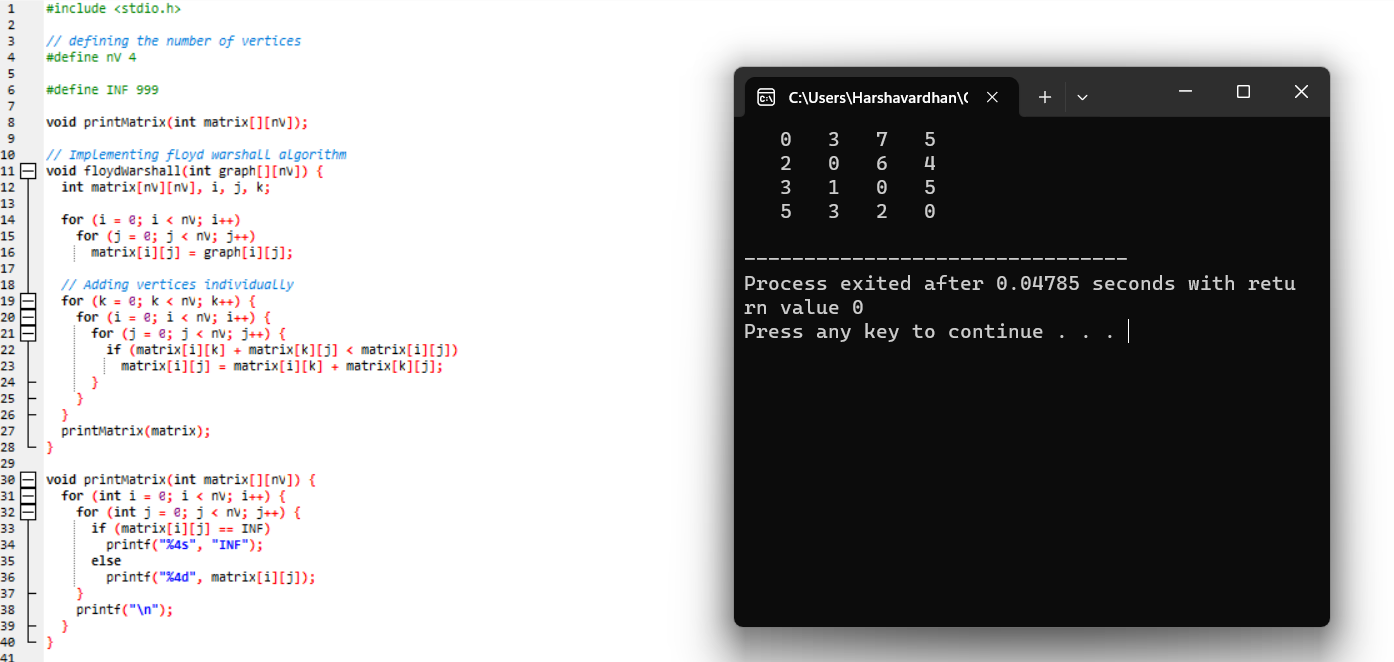 1 #include <stdio.h>
2
3 // defining the number of vertices
4 #define nV 4
5
6 #define INF 999
7
8 void printMatrix(int matrix[][nV]);
9
10 // Implementing floyd warshall algorithm
11 void floydWarshall(int graph[][nV]) {
12 int matrix[nV][nV], i, j, k;
13
14 for (i = 0; i < nV; i++)
15 for (j = 0; j < nV; j++)
16 matrix[i][j] = graph[i][j];
17
18 // Adding vertices individually
19 for (k = 0; k < nV; k++) {
20 for (i = 0; i < nV; i++) {
21 for (j = 0; j < nV; j++) {
22 if (matrix[i][k] + matrix[k][j] < matrix[i][j])
23 matrix[i][j] = matrix[i][k] + matrix[k][j];
24 }
25 }
26 }
27 printMatrix(matrix);
28 }
29
30 void printMatrix(int matrix[][nV]) {
31 for (int i = 0; i < nV; i++) {
32 for (int j = 0; j < nV; j++) {
33 if (matrix[i][j] == INF)
34 printf("%4s", "INF");
35 else
36 printf("%4d", matrix[i][j]);
37 }
38 printf("\n");
39 }
40 }
41
C:\Users\Harshavardhan\
0 3 7 5
2 0 6 4
3 1 0 5
5 3 2 0
--------------------------------
Process exited after 0.04785 seconds with retu
rn value 0
Press any key to continue . . .